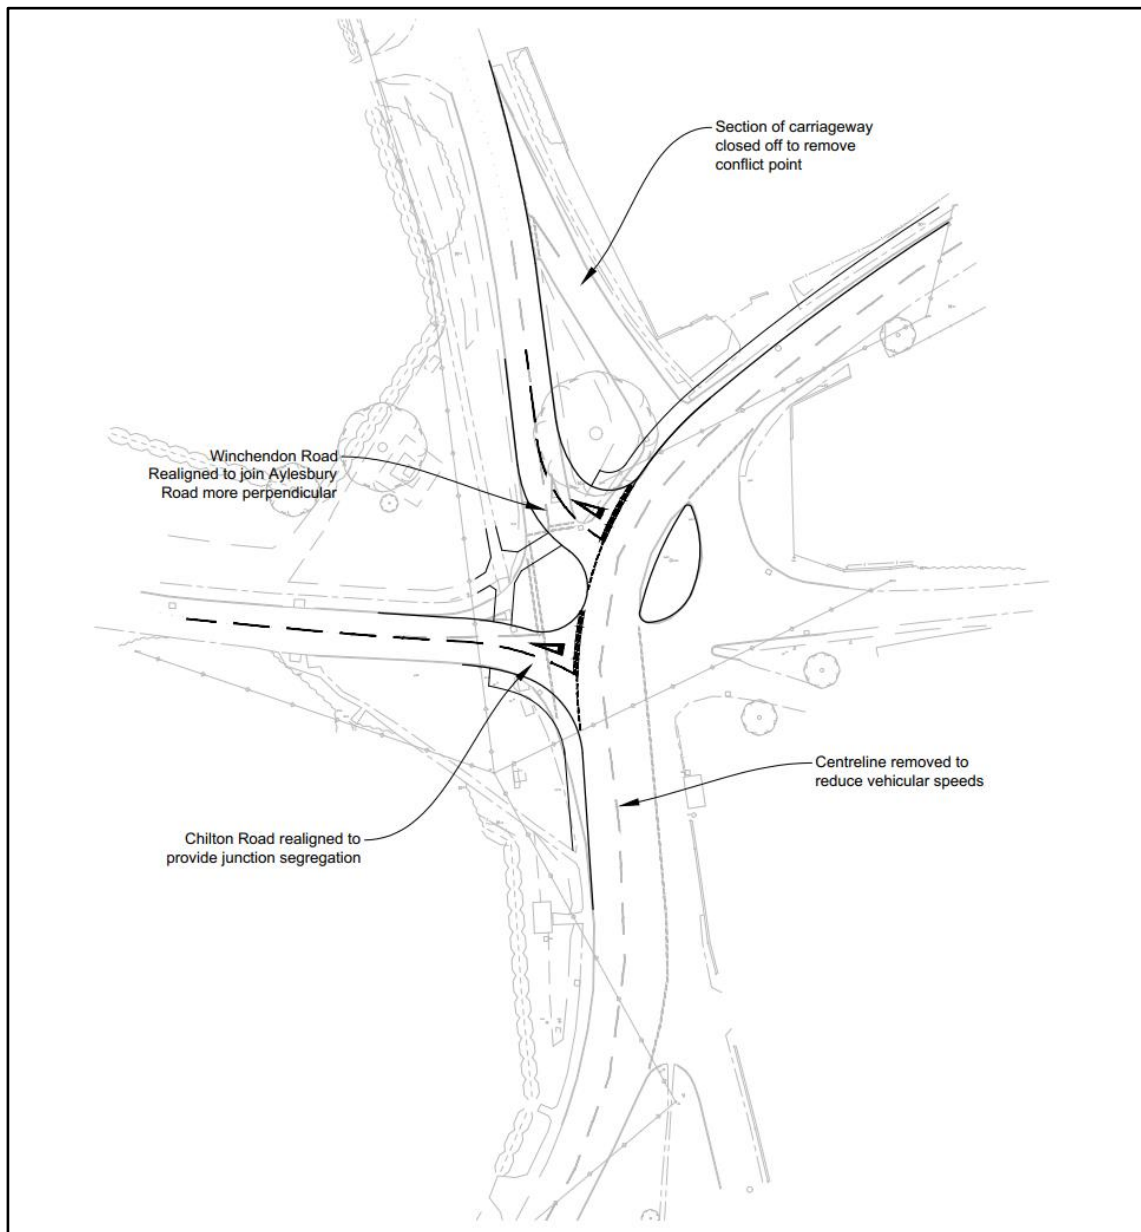 Section of carriageway
closed off to remove
conflict point
Winchendon Road
Realigned to join Aylesbury
Road more perpendicular
Centreline removed to
reduce vehicular speeds
Chilton Road realigned to
provide junction segregation